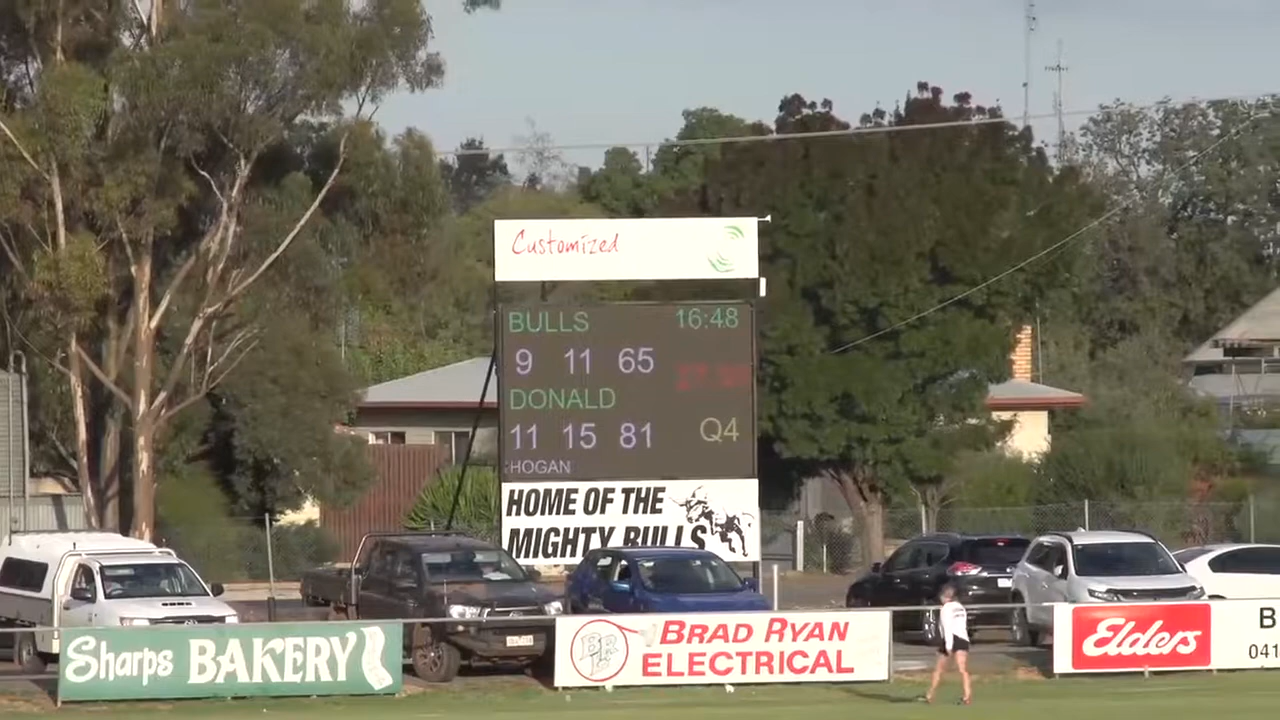 Customized
BULLS 16:48
9 11 65
DONALD
11 15 81 Q4
HOGAN
HOME OF THE
MIGHTY BULLS
Sharps BAKERY
BRAD RYAN
ELECTRICAL
Elders
B
041